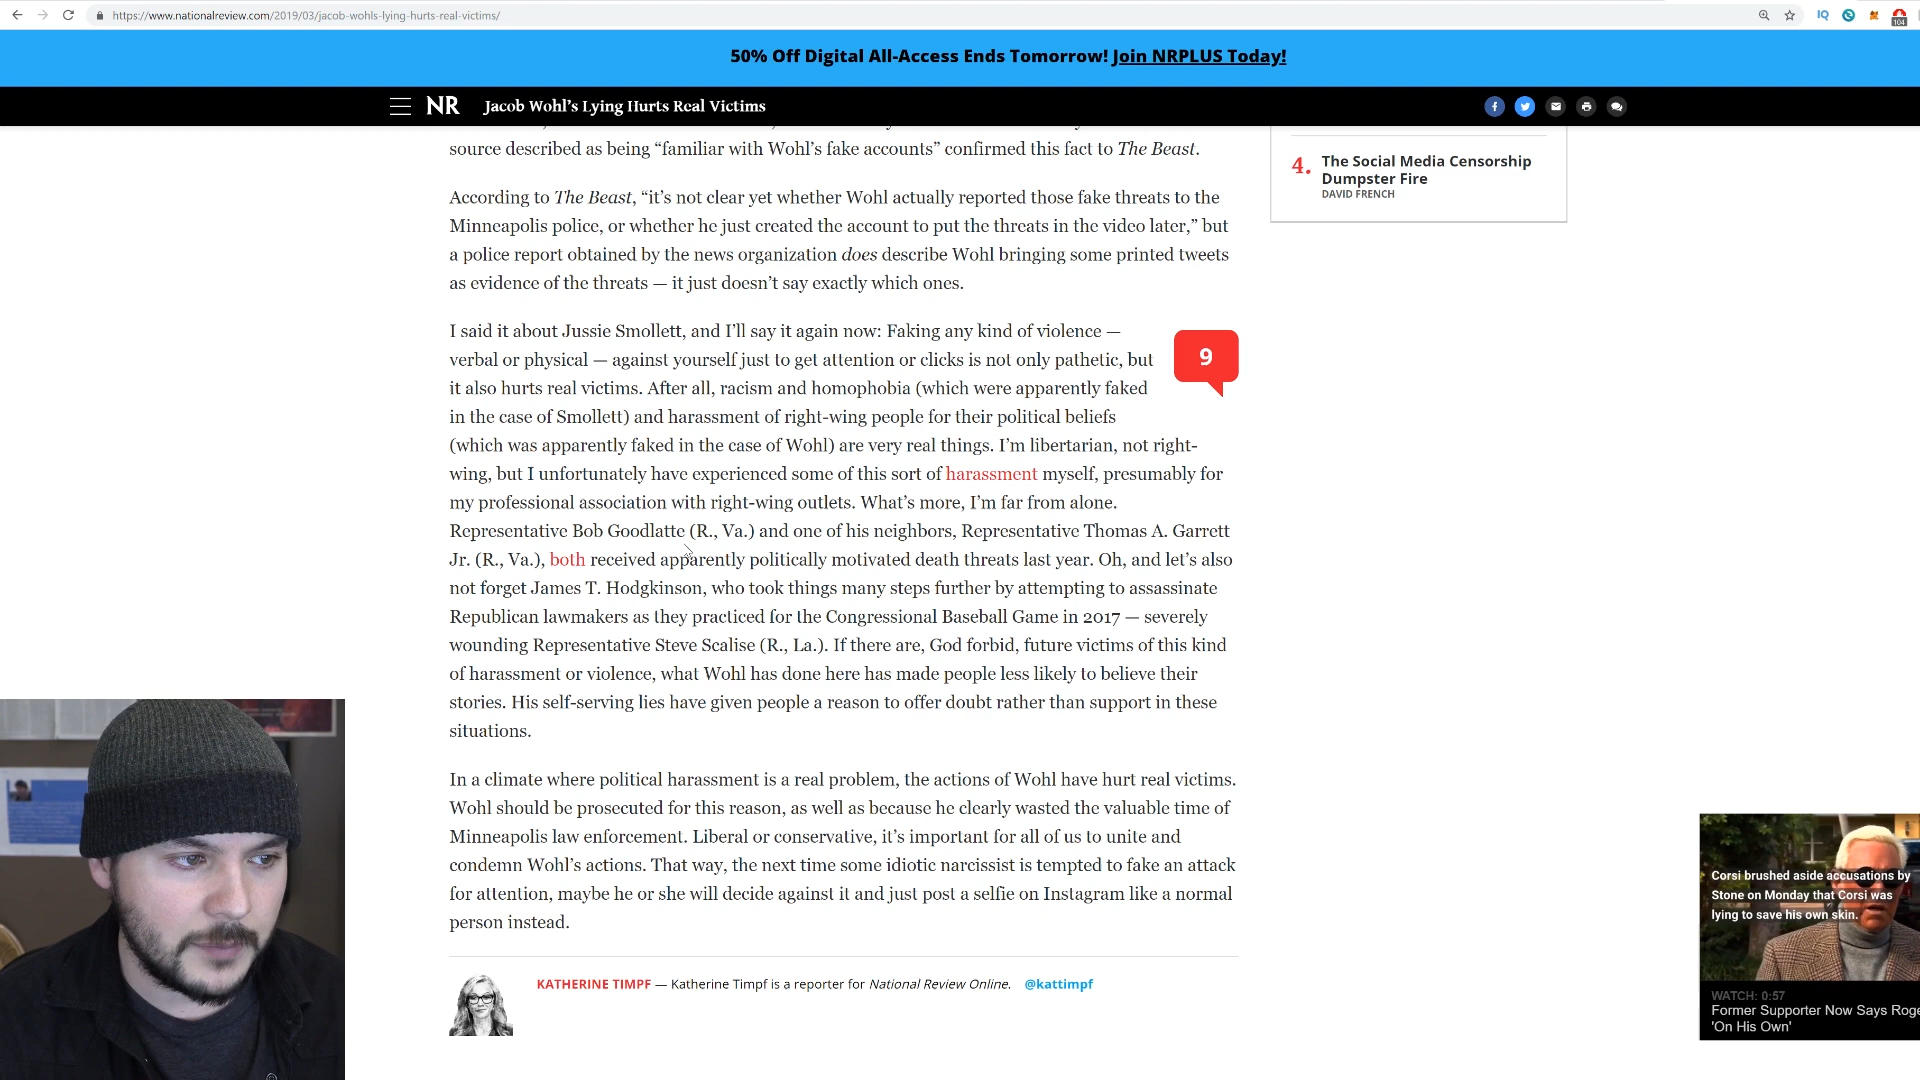 https://www.nationalreview.com/2019/03/jacob-wohls-lying-hurts-real-victims/
IQ
104
50% Off Digital All-Access Ends Tomorrow! Join NRPLUS Today!
NR
Jacob Wohl's Lying Hurts Real Victims
source described as being “familiar with Wohl’s fake accounts” confirmed this fact to The Beast.
According to The Beast, “it’s not clear yet whether Wohl actually reported those fake threats to the
Minneapolis police, or whether he just created the account to put the threats in the video later,” but
a police report obtained by the news organization does describe Wohl bringing some printed tweets
as evidence of the threats — it just doesn’t say exactly which ones.
I said it about Jussie Smollett, and I’ll say it again now: Faking any kind of violence —
verbal or physical — against yourself just to get attention or clicks is not only pathetic, but
it also hurts real victims. After all, racism and homophobia (which were apparently faked
in the case of Smollett) and harassment of right-wing people for their political beliefs
(which was apparently faked in the case of Wohl) are very real things. I’m libertarian, not right-
wing, but I unfortunately have experienced some of this sort of harassment myself, presumably for
my professional association with right-wing outlets. What’s more, I’m far from alone.
Representative Bob Goodlatte (R., Va.) and one of his neighbors, Representative Thomas A. Garrett
Jr. (R., Va.), both received apparently politically motivated death threats last year. Oh, and let’s also
not forget James T. Hodgkinson, who took things many steps further by attempting to assassinate
Republican lawmakers as they practiced for the Congressional Baseball Game in 2017 — severely
wounding Representative Steve Scalise (R., La.). If there are, God forbid, future victims of this kind
of harassment or violence, what Wohl has done here has made people less likely to believe their
stories. His self-serving lies have given people a reason to offer doubt rather than support in these
situations.
9
In a climate where political harassment is a real problem, the actions of Wohl have hurt real victims.
Wohl should be prosecuted for this reason, as well as because he clearly wasted the valuable time of
Minneapolis law enforcement. Liberal or conservative, it’s important for all of us to unite and
condemn Wohl’s actions. That way, the next time some idiotic narcissist is tempted to fake an attack
for attention, maybe he or she will decide against it and just post a selfie on Instagram like a normal
person instead.
KATHERINE TIMPF — Katherine Timpf is a reporter for National Review Online. @kattimpf
4. The Social Media Censorship
Dumpster Fire
DAVID FRENCH
Corsi brushed aside accusations by
Stone on Monday that Corsi was
lying to save his own skin.
WATCH: 0:57
Former Supporter Now Says Roge
'On His Own'